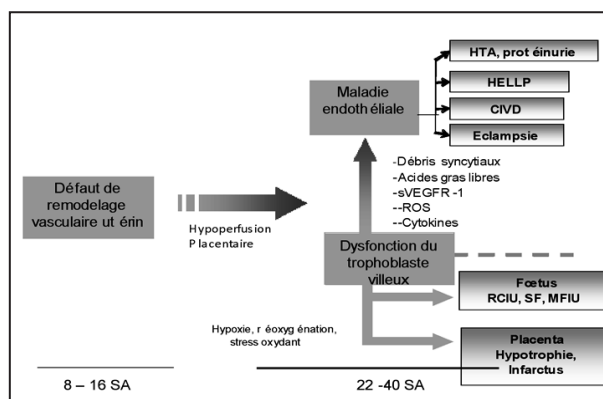 HTA, prot éinurie
HELLP
CIVD
Eclampsie
Maladie
endoth éliale
-Débris syncytiaux
-Acides gras libres
-sVEGFR -1
--ROS
--Cytokines
Défaut de
remodelage
vasculaire ut érin
Hypoperfusion
Placentaire
Dysfonction du
trophoblaste
villeux
Fœtus
RCIU, SF, MFIU
Hypoxie, r éoxyg énation,
stress oxydant
Placenta
Hypotrophie,
Infarctus
8 – 16 SA
22 -40 SA